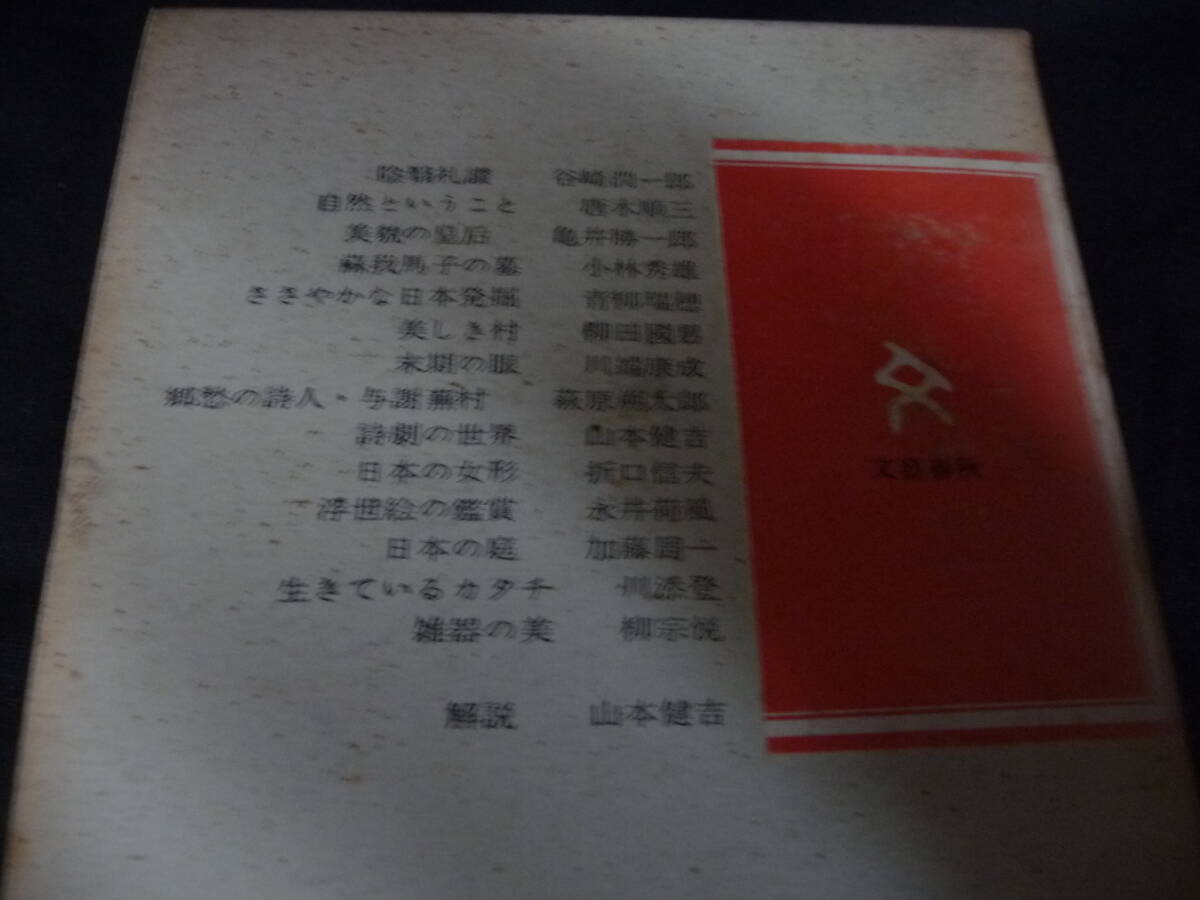 陰翳礼讃 谷崎潤一郎
自然ということ 唐木順三
美貌の皇后 亀井勝一郎
蘇我馬子の墓 小林秀雄
ささやかな日本発掘 青柳瑞穂
美しき村 柳田國男
末期の眼 川端康成
郷愁の詩人・与謝蕪村 萩原朔太郎
詩劇の世界 山本健吉
日本の女形 折口信夫
浮世絵の鑑賞 永井荷風
日本の庭 加藤周一
生きているカタチ 川添登
雑器の美 柳宗悦
解説 山本健吉
文藝春秋